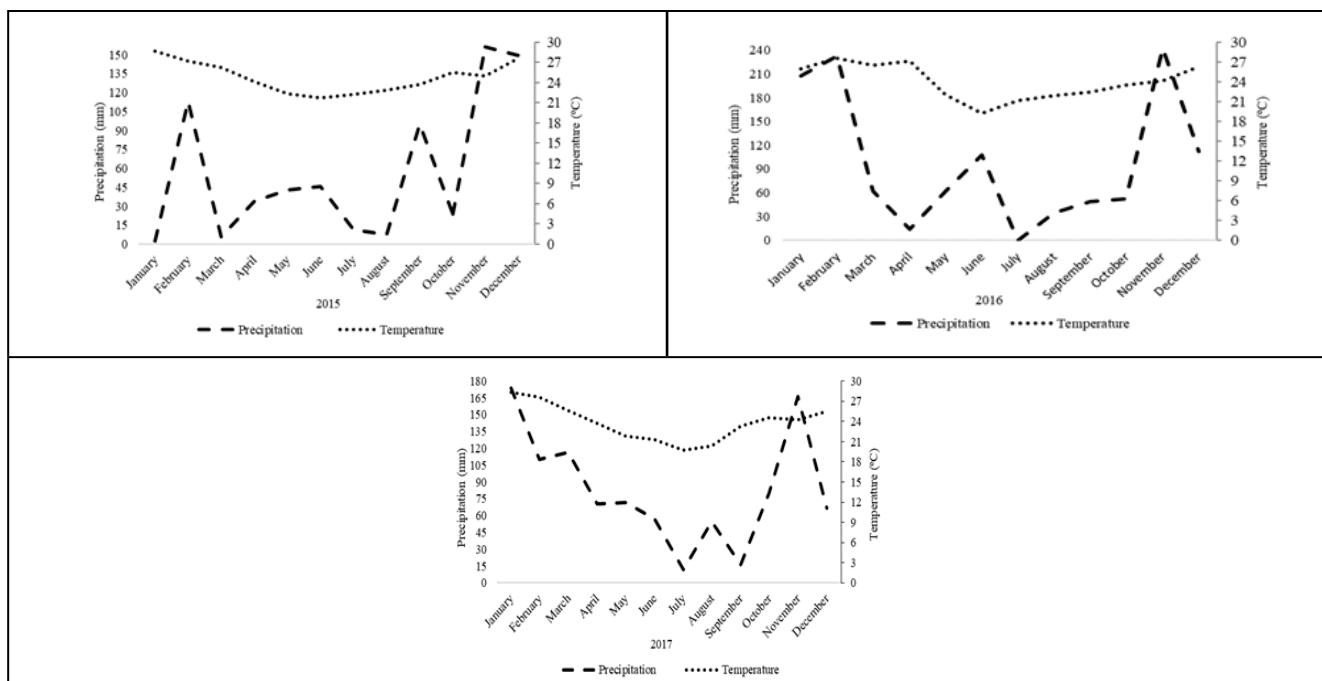 Precipitation (mm)
150
135
120
105
90
75
60
45
30
15
0
30
27
24
21
18
15
12
9
6
3
0
Temperature (ºC)
January
February
March
April
May
June
July
August
September
October
November
December
2015
Precipitation
Temperature
Precipitation (mm)
240
210
180
150
120
90
60
30
0
30
27
24
21
18
15
12
9
6
3
0
Temperature (ºC)
January
February
March
April
May
June
July
August
September
October
November
December
2016
Precipitation
Temperature
Precipitation (mm)
180
165
150
135
120
105
90
75
60
45
30
15
0
30
27
24
21
18
15
12
9
6
3
0
Temperature (ºC)
January
February
March
April
May
June
July
August
September
October
November
December
2017
Precipitation
Temperature